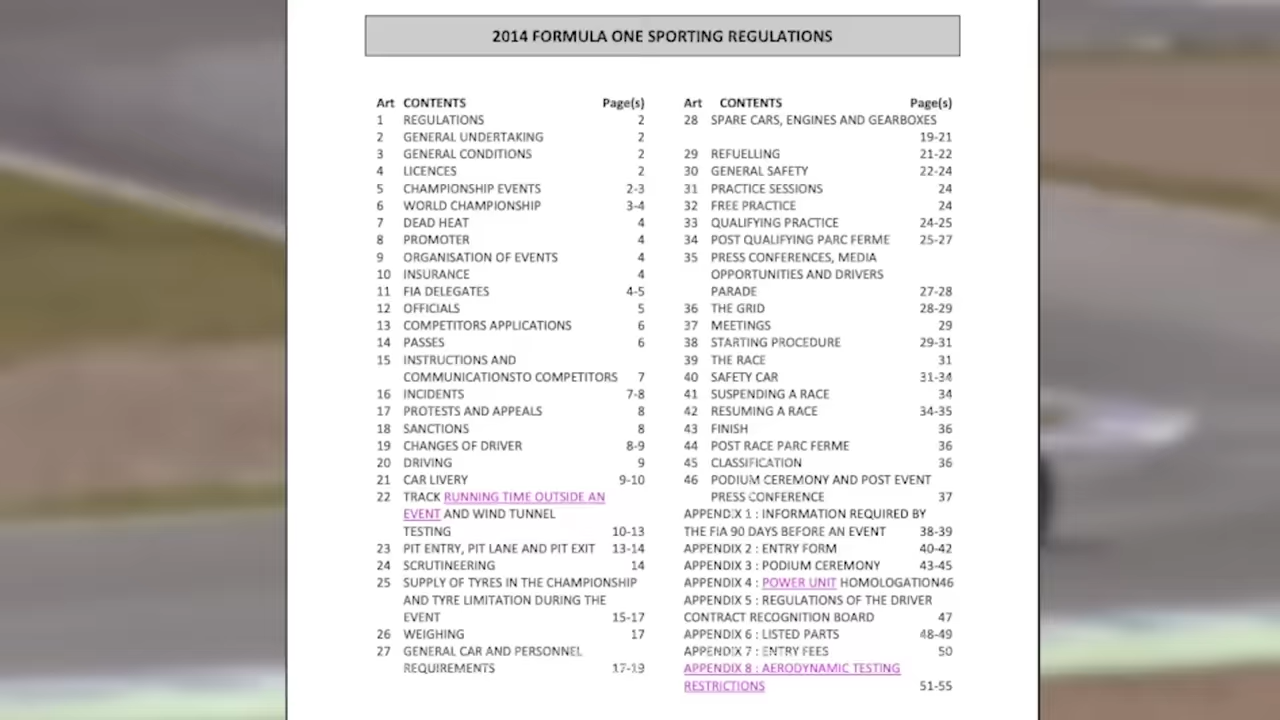 2014 FORMULA ONE SPORTING REGULATIONS
Art CONTENTS Page(s)
1 REGULATIONS 2
2 GENERAL UNDERTAKING 2
3 GENERAL CONDITIONS 2
4 LICENCES 2
5 CHAMPIONSHIP EVENTS 2-3
6 WORLD CHAMPIONSHIP 3-4
7 DEAD HEAT 4
8 PROMOTER 4
9 ORGANISATION OF EVENTS 4
10 INSURANCE 4
11 FIA DELEGATES 4-5
12 OFFICIALS 5
13 COMPETITORS APPLICATIONS 6
14 PASSES 6
15 INSTRUCTIONS AND
COMMUNICATIONSTO COMPETITORS 7
16 INCIDENTS 7-8
17 PROTESTS AND APPEALS 8
18 SANCTIONS 8
19 CHANGES OF DRIVER 8-9
20 DRIVING 9
21 CAR LIVERY 9-10
22 TRACK RUNNING TIME OUTSIDE AN
EVENT AND WIND TUNNEL
TESTING 10-13
23 PIT ENTRY, PIT LANE AND PIT EXIT 13-14
24 SCRUTINEERING 14
25 SUPPLY OF TYRES IN THE CHAMPIONSHIP
AND TYRE LIMITATION DURING THE
EVENT 15-17
26 WEIGHING 17
27 GENERAL CAR AND PERSONNEL
REQUIREMENTS 17-19
Art CONTENTS Page(s)
28 SPARE CARS, ENGINES AND GEARBOXES
19-21
29 REFUELLING 21-22
30 GENERAL SAFETY 22-24
31 PRACTICE SESSIONS 24
32 FREE PRACTICE 24
33 QUALIFYING PRACTICE 24-25
34 POST QUALIFYING PARC FERME 25-27
35 PRESS CONFERENCES, MEDIA
OPPORTUNITIES AND DRIVERS
PARADE 27-28
36 THE GRID 28-29
37 MEETINGS 29
38 STARTING PROCEDURE 29-31
39 THE RACE 31
40 SAFETY CAR 31-34
41 SUSPENDING A RACE 34
42 RESUMING A RACE 34-35
43 FINISH 36
44 POST RACE PARC FERME 36
45 CLASSIFICATION 36
46 PODIUM CEREMONY AND POST EVENT
PRESS CONFERENCE 37
APPENDIX 1 : INFORMATION REQUIRED BY
THE FIA 90 DAYS BEFORE AN EVENT 38-39
APPENDIX 2 : ENTRY FORM 40-42
APPENDIX 3 : PODIUM CEREMONY 43-45
APPENDIX 4 : POWER UNIT HOMOLOGATION46
APPENDIX 5 : REGULATIONS OF THE DRIVER
CONTRACT RECOGNITION BOARD 47
APPENDIX 6 : LISTED PARTS 48-49
APPENDIX 7 : ENTRY FEES 50
APPENDIX 8 : AERODYNAMIC TESTING
RESTRICTIONS 51-55